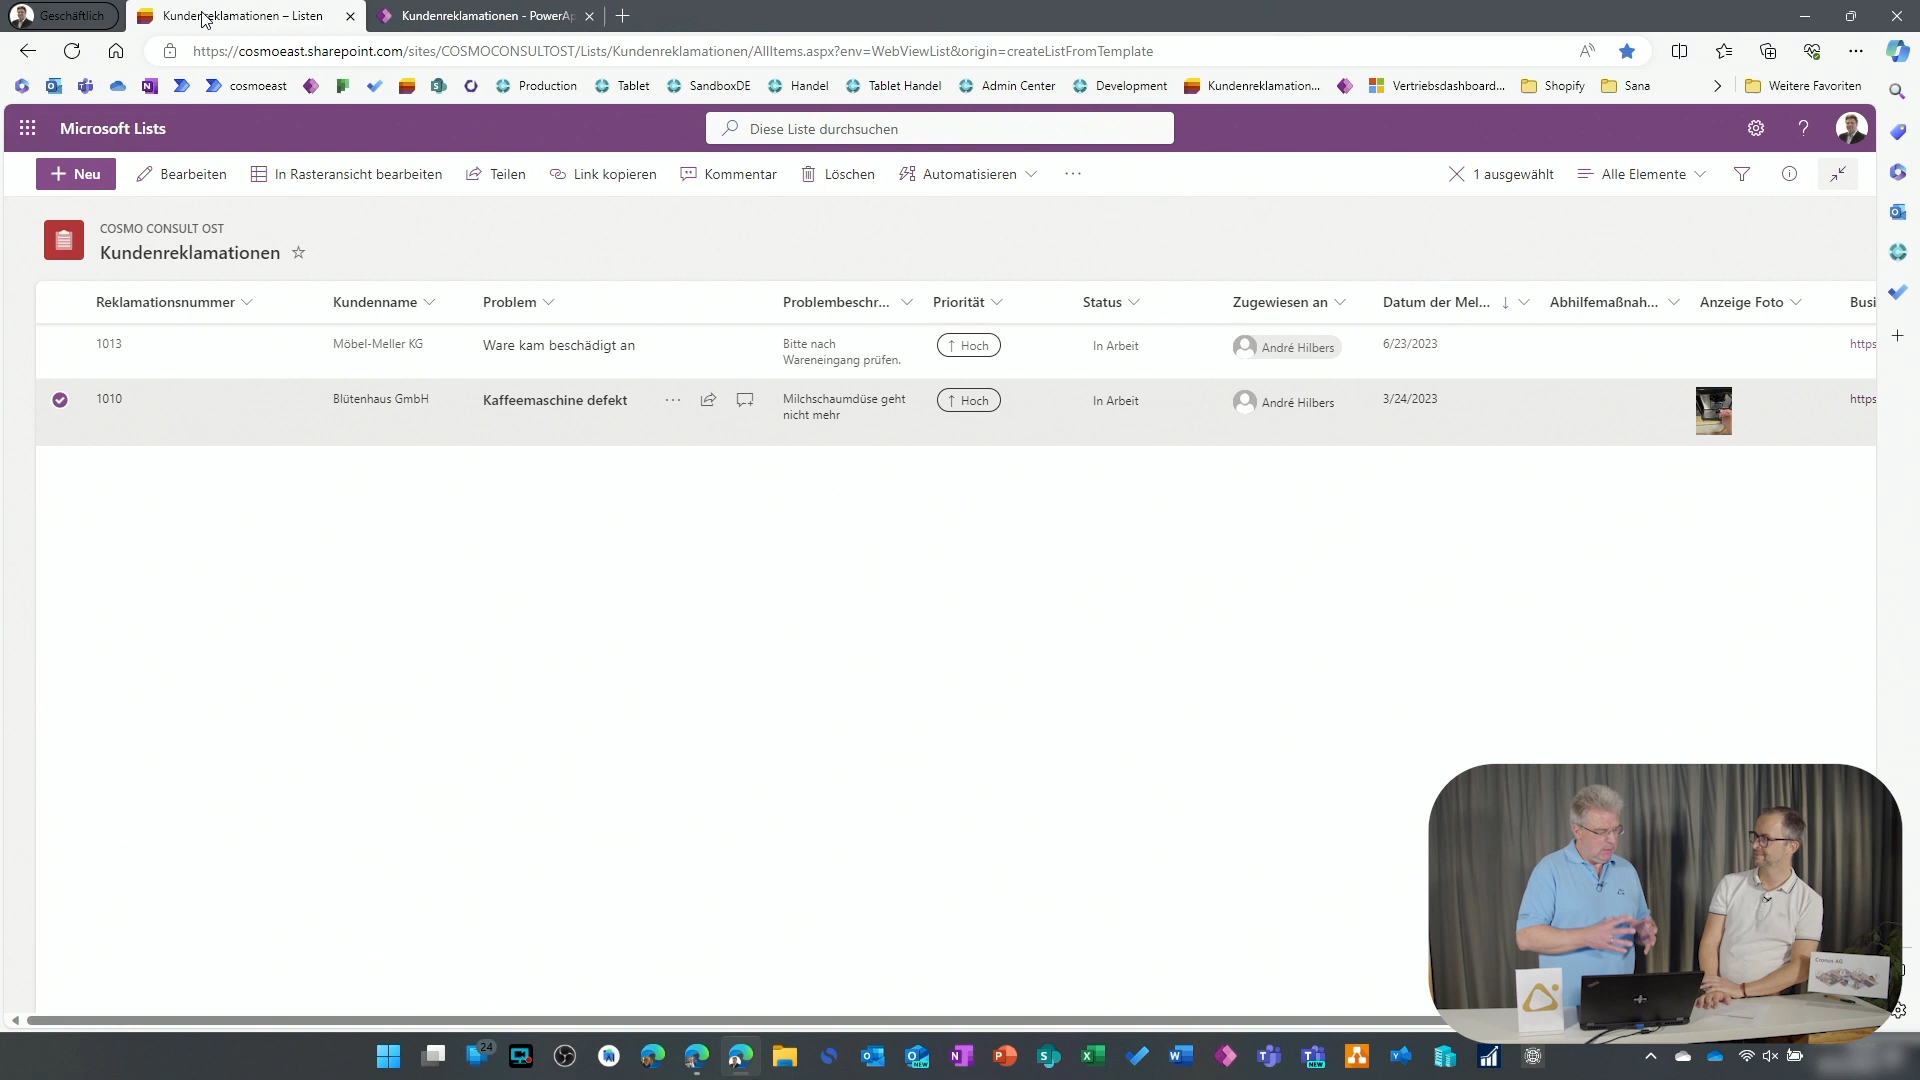 Geschäftlich
Kundenreklamationen – Listen
Kundenreklamationen - PowerAp
https://cosmoeast.sharepoint.com/sites/COSMOCONSULTOST/Lists/Kundenreklamationen/AllItems.aspx?env=WebViewList&origin=createListFromTemplate
cosmoeast
Production
Tablet
SandboxDE
Handel
Tablet Handel
Admin Center
Development
Kundenreklamation...
Vertriebsdashboard...
Shopify
Sana
Weitere Favoriten
Microsoft Lists
Diese Liste durchsuchen
Neu
Bearbeiten
In Rasteransicht bearbeiten
Teilen
Link kopieren
Kommentar
Löschen
Automatisieren
1 ausgewählt
Alle Elemente
COSMO CONSULT OST
Kundenreklamationen
Reklamationsnummer
Kundenname
Problem
Problembeschr...
Priorität
Status
Zugewiesen an
Datum der Mel...
Abhilfemaßnah...
Anzeige Foto
Busi
1013
Möbel-Meller KG
Ware kam beschädigt an
Bitte nach
Wareneingang prüfen.
Hoch
In Arbeit
André Hilbers
6/23/2023
https
1010
Blütenhaus GmbH
Kaffeemaschine defekt
Milchschaumdüse geht
nicht mehr
Hoch
In Arbeit
André Hilbers
3/24/2023
https
Cronus AG
24
NEW
NEW